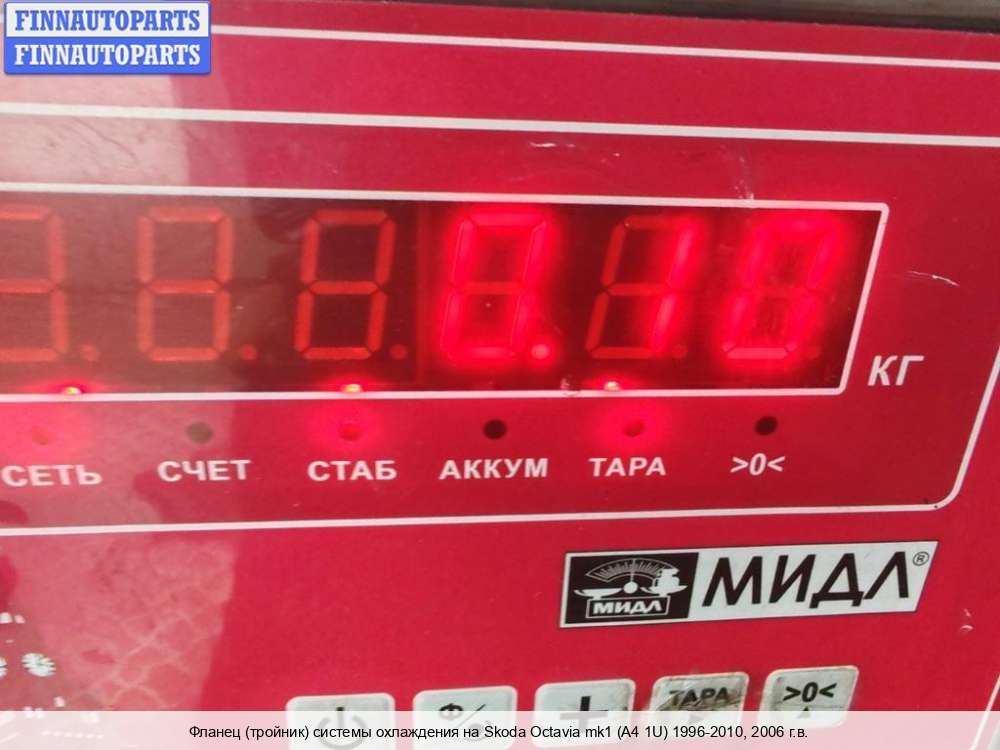 FINNAUTOPARTS
FINNAUTOPARTS
0.10
КГ
СЕТЬ СЧЕТ СТАБ АККУМ ТАРА >0<
МИДЛ МИДЛ®
ТАРА >0<
Фланец (тройник) системы охлаждения на Skoda Octavia mk1 (A4 1U) 1996-2010, 2006 г.в.